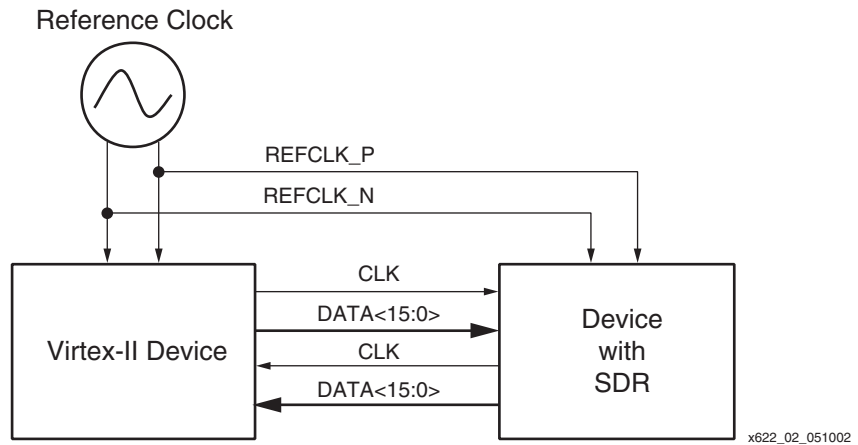 Reference Clock
REFCLK_P
REFCLK_N
CLK
DATA<15:0>
Virtex-II Device
CLK
DATA<15:0>
Device
with
SDR
x622_02_051002